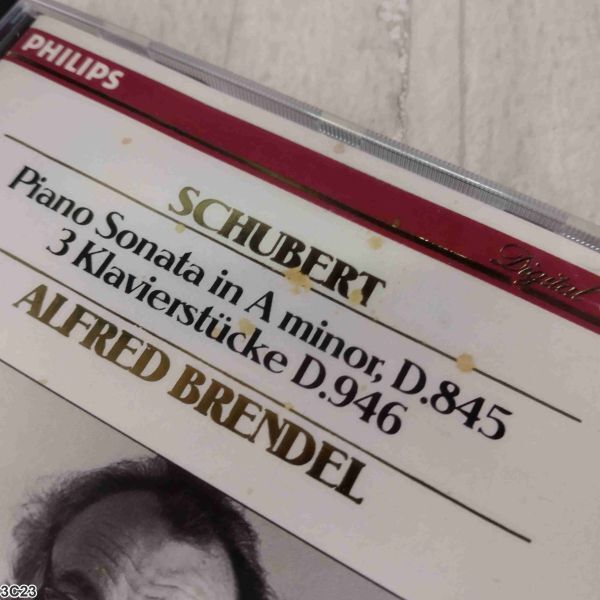 PHILIPS
Digital
SCHUBERT
Piano Sonata in A minor, D.845
3 Klavierstücke D.946
ALFRED BRENDEL
3C23